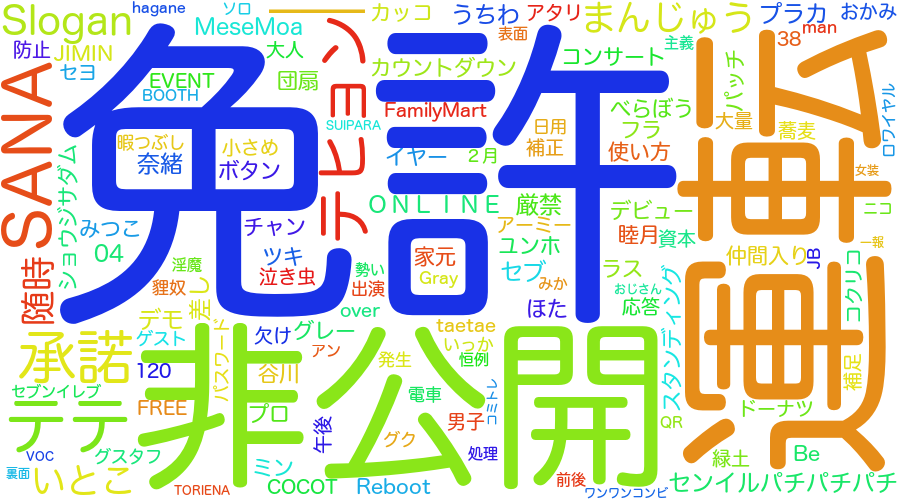 hagane
ソロ
カッコ
うちわ
アタリ
まんじゅう
プラカ
おかみ
Slogan
MeseMoa
表面
主義
38
man
防止
JIMIN
大人
コンサート
セヨ
EVENT
団扇
カウントダウン
パッチ
BOOTH
FamilyMart
べらぼう
大量
ロワイヤル
SANA
免許
テヒョン
SUIPARA
日用
フラ
蕎麦
運転
暇つぶし
小さめ
イヤー
2月
補正
使い方
奈緒
ボタン
女装
ショウジサダム
ONLINE
厳禁
デビュー
ニコ
みつこ
チャン
アーミー
睦月
資本
04
ツキ
家元
ユンホ
仲間入り
JB
一報
淫魔
泣き虫
勢い
Gray
セブ
ラス
コクリコ
随時
貍奴
差し
出演
みか
おじさん
over
ほた
応答
デモ
パスワード
taetae
スタンディング
承諾
ゲスト
欠け
グレー
いっか
非公開
アン
発生
恒例
補足
120
谷川
セブンイレブ
電車
コミトレ
テテ
FREE
プロ
男子
ドーナツ
QR
グスタフ
午後
グク
VOC
処理
Be
裏面
ミン
緑土
いとこ
COCOT
Reboot
前後
センイルパチパチパチ
TORIENA
ワンワンコンビ